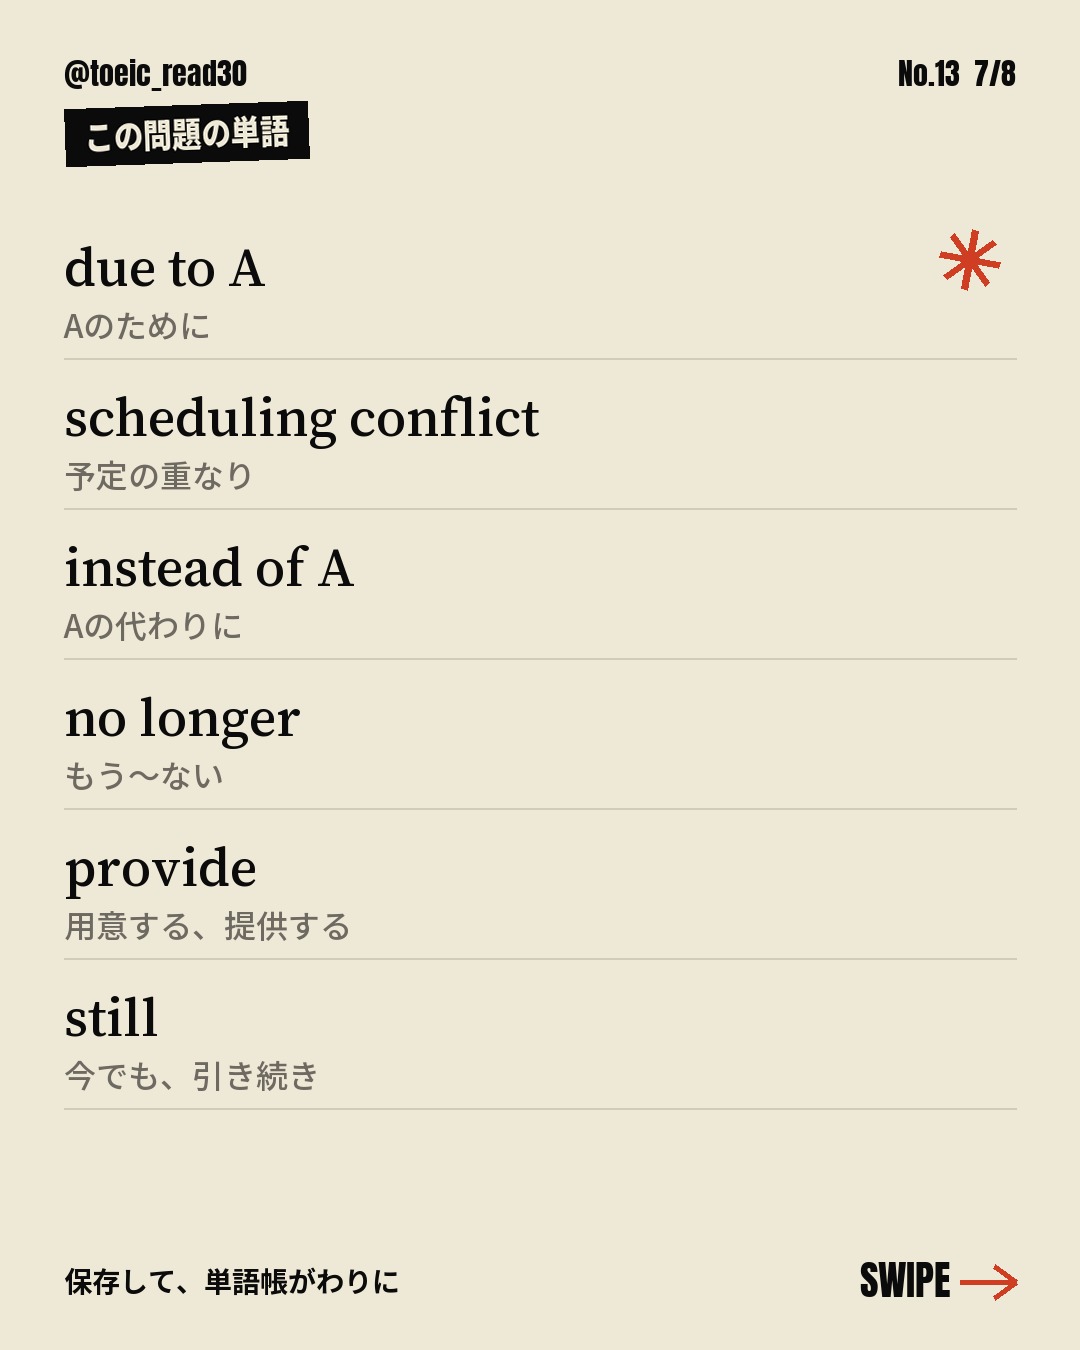 @toeic_read30
No.13 7/8
この問題の単語
due to A
Aのために
scheduling conflict
予定の重なり
instead of A
Aの代わりに
no longer
もう〜ない
provide
用意する、提供する
still
今でも、引き続き
保存して、単語帳がわりに
SWIPE